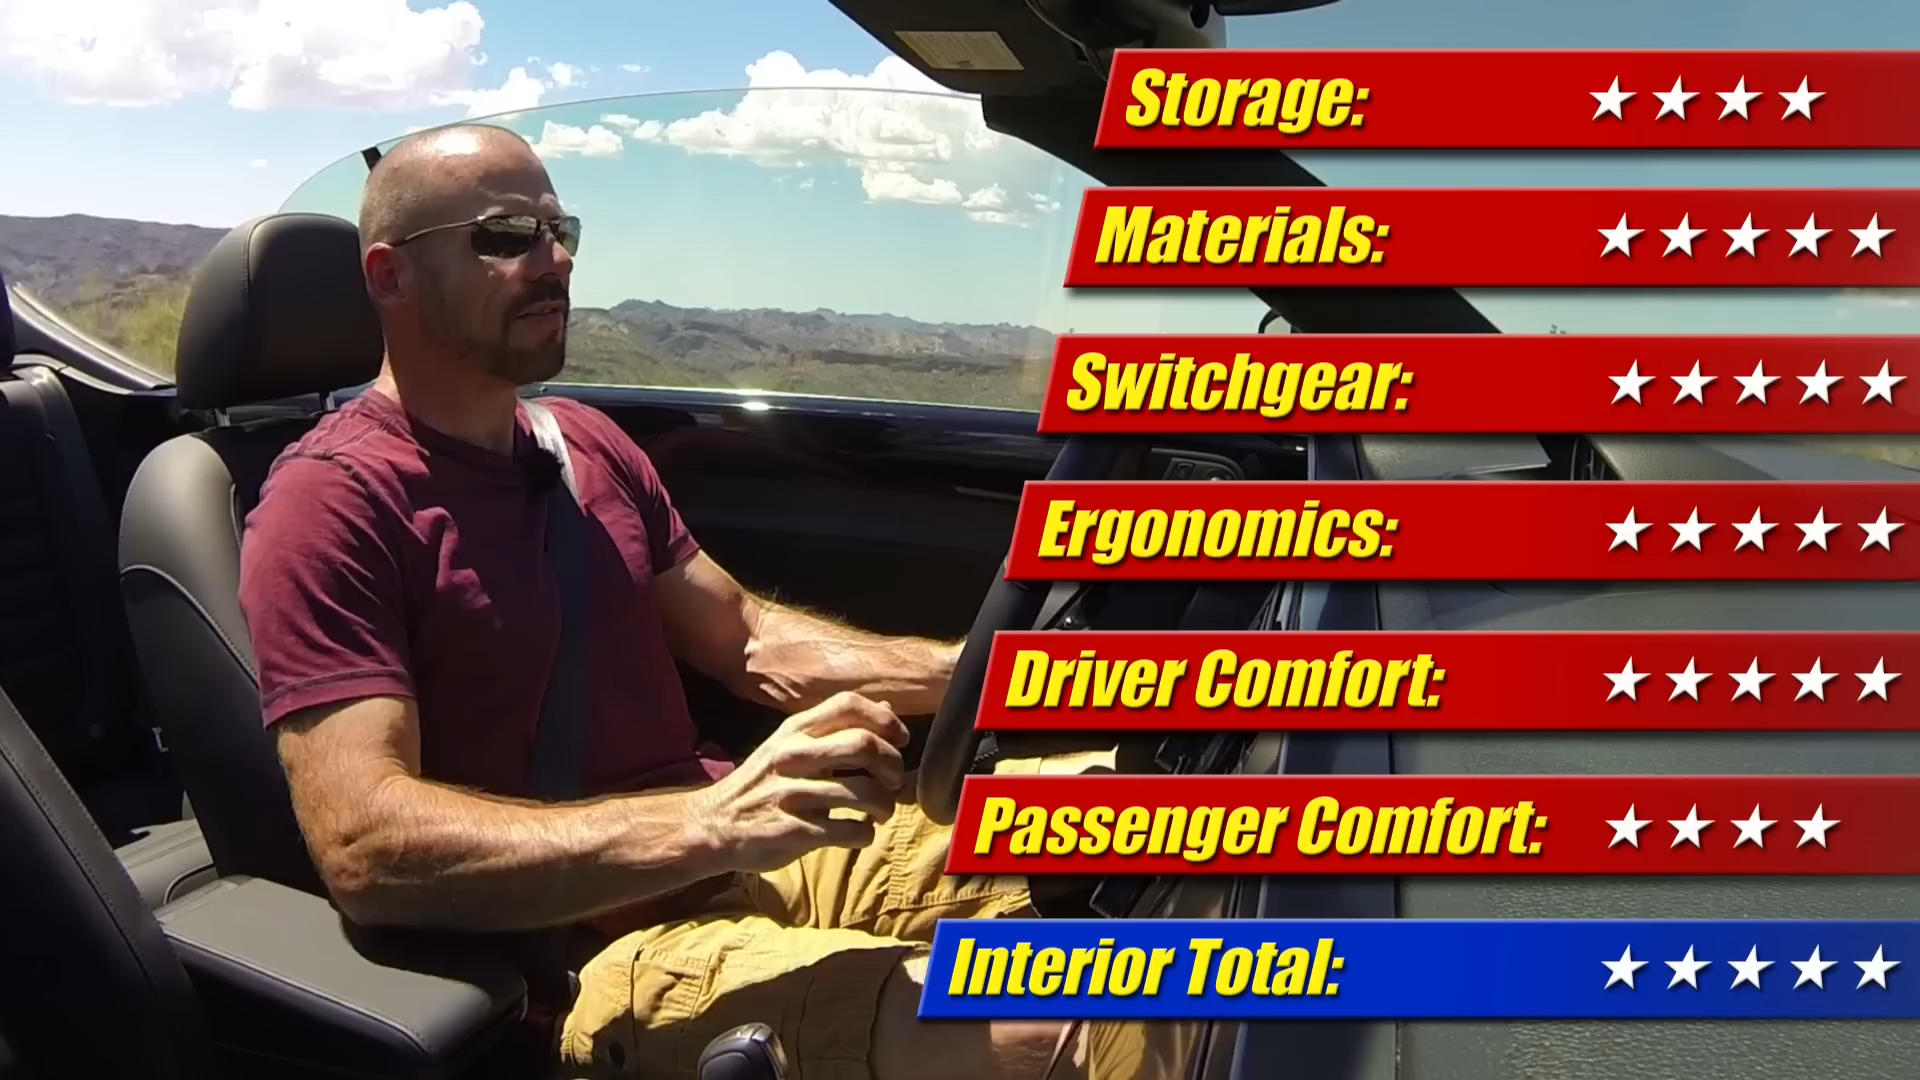 Storage: ★ ★ ★ ★
Materials: ★ ★ ★ ★ ★
Switchgear: ★ ★ ★ ★ ★
Ergonomics: ★ ★ ★ ★ ★
Driver Comfort: ★ ★ ★ ★ ★
Passenger Comfort: ★ ★ ★ ★
Interior Total: ★ ★ ★ ★ ★